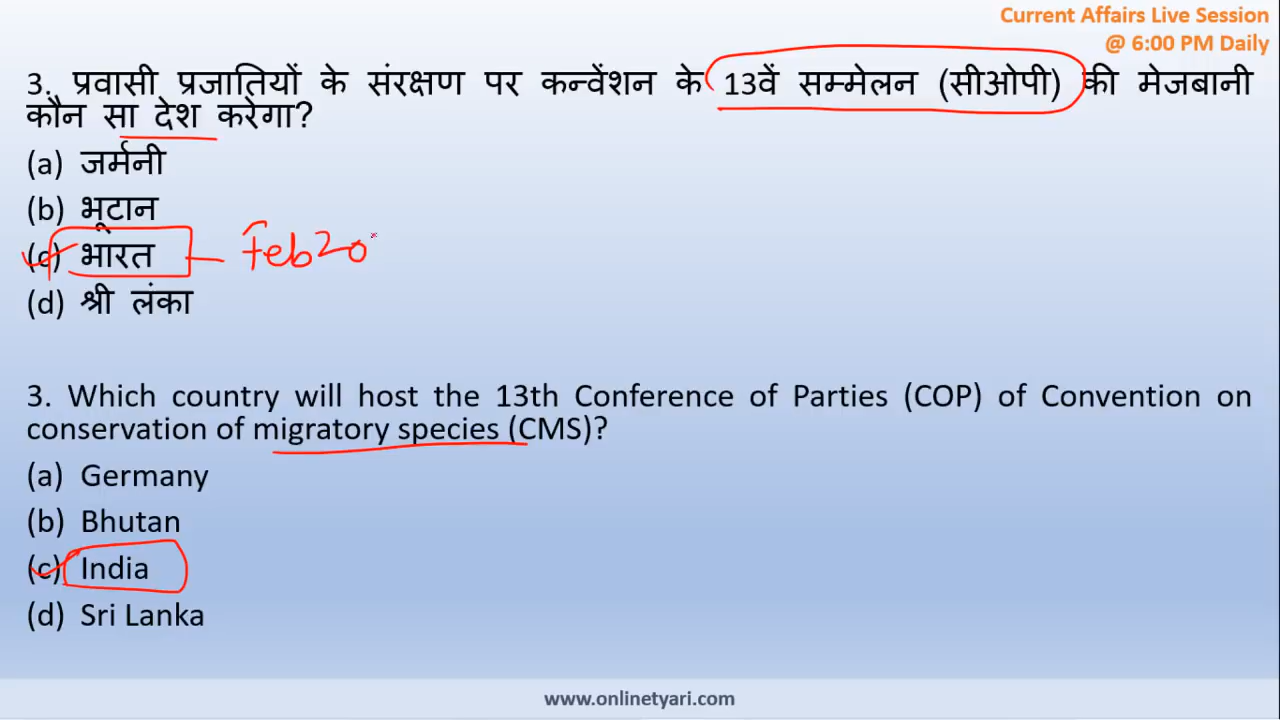 Current Affairs Live Session
@ 6:00 PM Daily
3. प्रवासी प्रजातियों के संरक्षण पर कन्वेंशन के 13वें सम्मेलन (सीओपी) की मेजबानी
कौन सा देश करेगा?
(a) जर्मनी
(b) भूटान
(c) भारत Feb 20
(d) श्री लंका
3. Which country will host the 13th Conference of Parties (COP) of Convention on
conservation of migratory species (CMS)?
(a) Germany
(b) Bhutan
(c) India
(d) Sri Lanka
www.onlinetyari.com